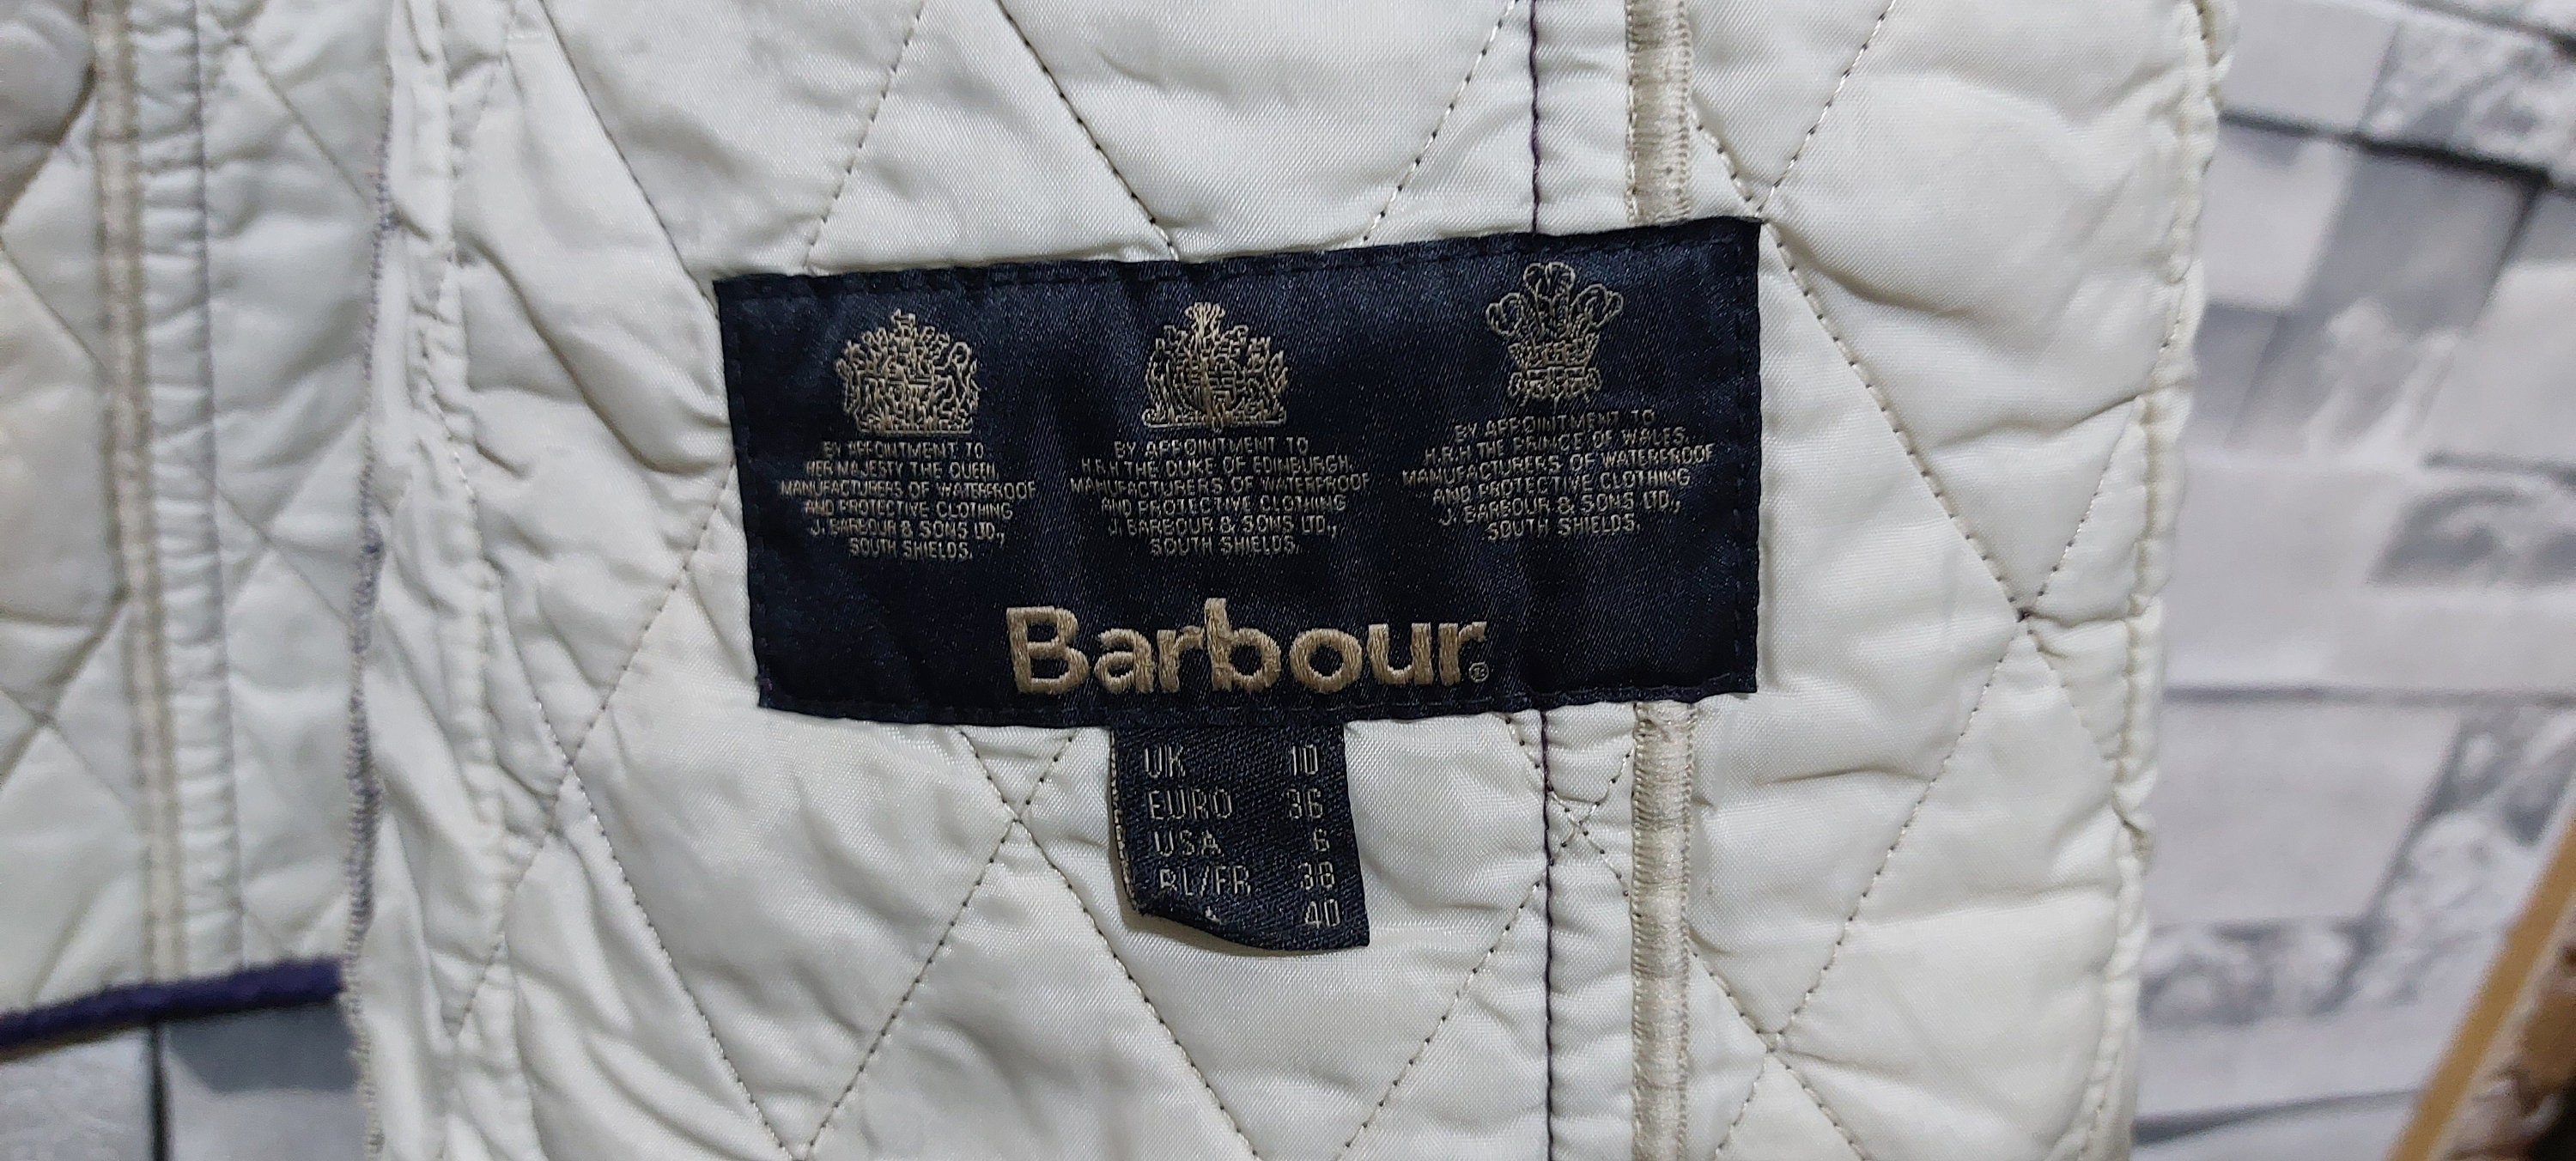 BY APPOINTMENT TO
HER MAJESTY THE QUEEN.
MANUFACTURERS OF WATERPROOF
AND PROTECTIVE CLOTHING
J. BARBOUR & SONS LTD.,
SOUTH SHIELDS.
BY APPOINTMENT TO
H.R.H THE DUKE OF EDINBURGH.
MANUFACTURERS OF WATERPROOF
AND PROTECTIVE CLOTHING
J. BARBOUR & SONS LTD.,
SOUTH SHIELDS.
BY APPOINTMENT TO
H.R.H THE PRINCE OF WALES.
MANUFACTURERS OF WATERPROOF
AND PROTECTIVE CLOTHING
J. BARBOUR & SONS LTD.,
SOUTH SHIELDS.
Barbour®
UK 10
EURO 36
USA 6
BL/FR 38
40